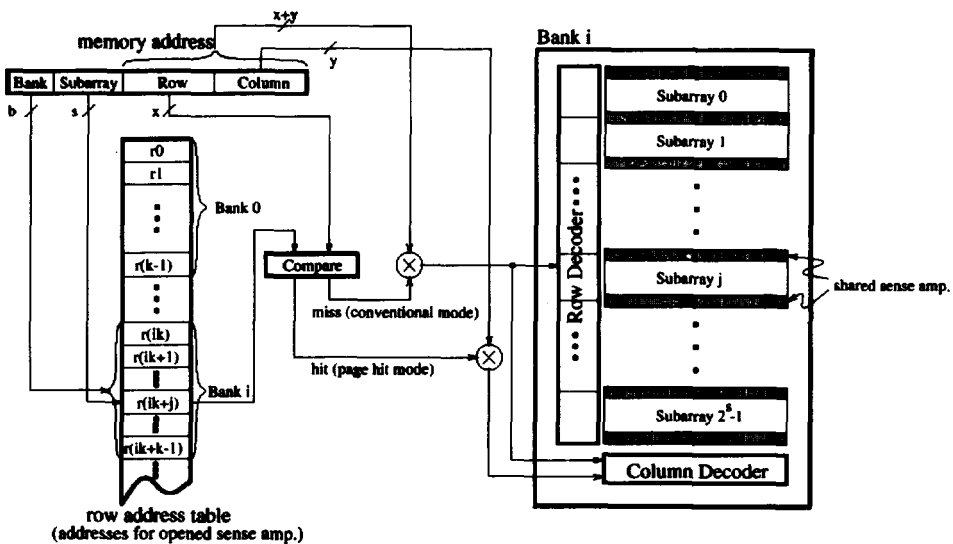 x+y
memory address
y
Bank Subarray Row Column
b s x
r0
r1
Bank 0
r(k-1)
Compare
miss (conventional mode)
r(ik)
r(ik+1)
hit (page hit mode)
Bank i
r(ik+j)
r(ik+k-1)
row address table
(addresses for opened sense amp.)
Bank i
Subarray 0
Subarray 1
Row Decoder
Subarray j
shared sense amp.
Subarray 2^s-1
Column Decoder